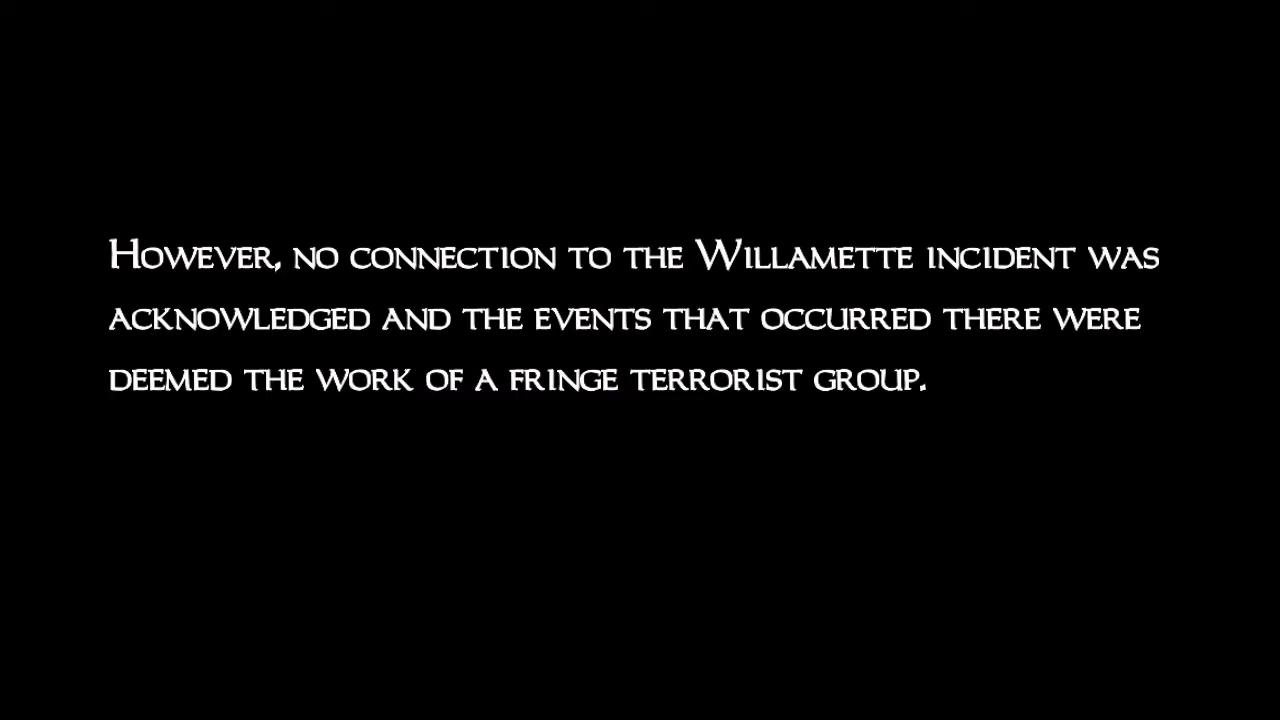 However, no connection to the Willamette incident was
acknowledged and the events that occurred there were
deemed the work of a fringe terrorist group.